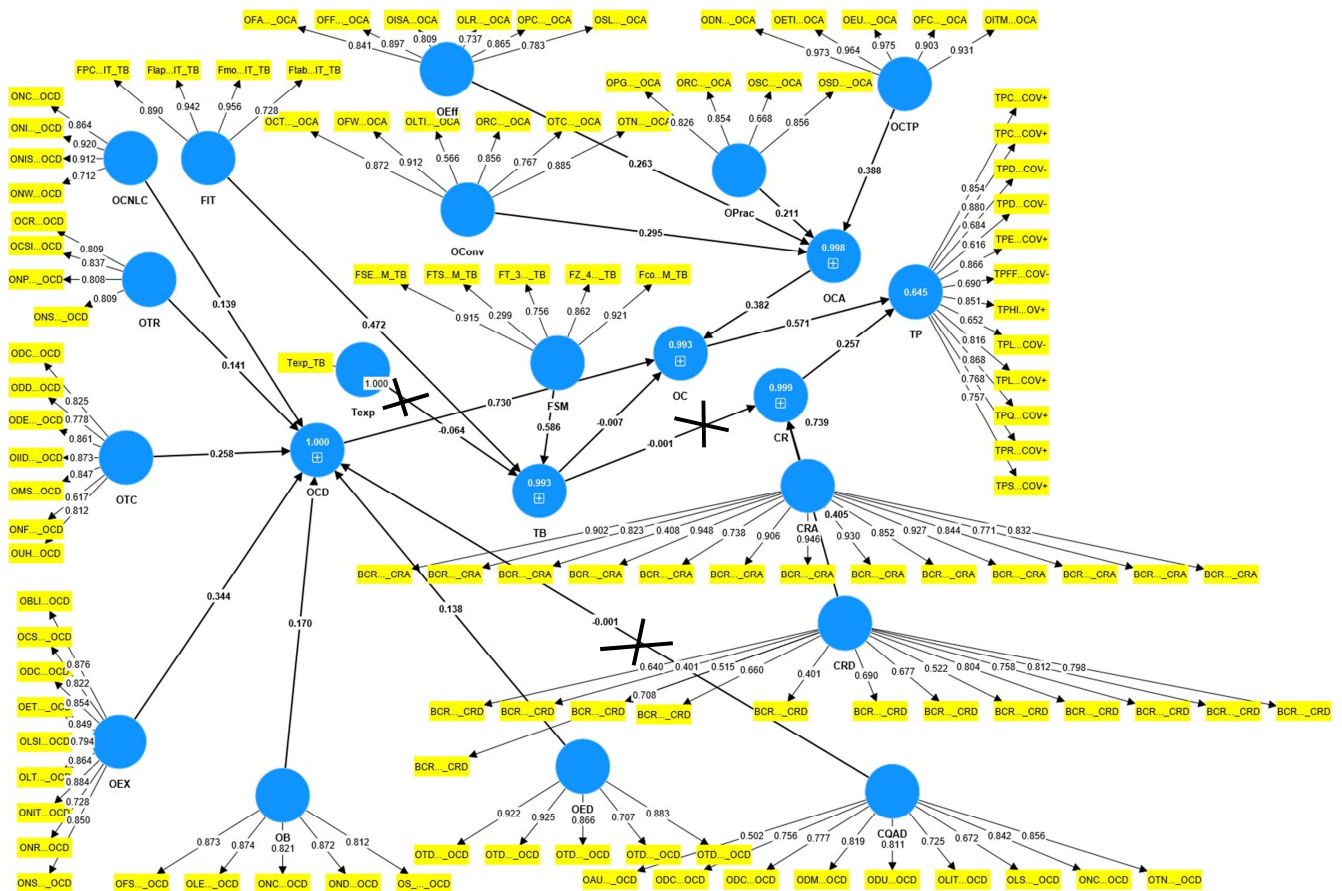 OFA..._OCA
OFF..._OCA
OISA..._OCA
OLR..._OCA
OPC..._OCA
OSL..._OCA
0.841
0.897
0.809
0.737
0.865
0.783
OEff
ODN..._OCA
OETI..._OCA
OEU..._OCA
OFC..._OCA
OITM...OCA
0.973
0.964
0.975
0.903
0.931
OCTP
FPC...IT_TB
Flap...IT_TB
Fmo...IT_TB
Ftab...IT_TB
0.890
0.942
0.956
0.728
FIT
ONC...OCD
ONI..._OCD
ONIS...OCD
ONW...OCD
0.864
0.920
0.912
0.712
OCNLC
OCT..._OCA
OFW...OCA
OLTI..._OCA
ORC..._OCA
OTC..._OCA
OTN..._OCA
0.872
0.912
0.566
0.856
0.767
0.885
OConv
OPG..._OCA
ORC..._OCA
OSC..._OCA
OSD..._OCA
0.826
0.854
0.668
0.856
OPrac
0.263
0.211
0.388
0.295
0.998
OCA
TPC...COV+
TPC...COV+
TPD...COV-
TPD...COV-
TPE...COV+
TPFF...COV-
TPHI...OV+
TPL...COV-
TPL...COV+
TPQ...COV+
TPR...COV+
TPS...COV+
0.854
0.880
0.684
0.616
0.866
0.690
0.851
0.652
0.816
0.868
0.768
0.757
0.645
TP
OCR...OCD
OCSI...OCD
ONP..._OCD
ONS..._OCD
0.809
0.837
0.808
0.809
OTR
0.139
0.141
0.472
FSE...M_TB
FTS...M_TB
FT_3..._TB
FZ_4..._TB
Fco...M_TB
0.915
0.299
0.756
0.862
0.921
FSM
0.382
0.571
0.257
0.993
OC
0.999
CR
0.739
Texp_TB
1.000
Texp
-0.064
0.730
0.586
-0.007
-0.001
0.993
TB
ODC...OCD
ODD...OCD
ODE..._OCD
OIID..._OCD
OMS...OCD
ONF..._OCD
OUH...OCD
0.825
0.778
0.861
0.873
0.847
0.617
0.812
OTC
0.258
1.000
OCD
CRA
0.405
0.902
0.823
0.408
0.948
0.738
0.906
0.946
0.930
0.852
0.927
0.844
0.771
0.832
BCR..._CRA
BCR..._CRA
BCR..._CRA
BCR..._CRA
BCR..._CRA
BCR..._CRA
BCR..._CRA
BCR..._CRA
BCR..._CRA
BCR..._CRA
BCR..._CRA
BCR..._CRA
BCR..._CRA
0.344
0.170
0.138
-0.001
CRD
0.640
0.401
0.515
0.708
0.660
0.401
0.690
0.677
0.522
0.804
0.758
0.812
0.798
BCR..._CRD
BCR..._CRD
BCR..._CRD
BCR..._CRD
BCR..._CRD
BCR..._CRD
BCR..._CRD
BCR..._CRD
BCR..._CRD
BCR..._CRD
BCR..._CRD
BCR..._CRD
BCR..._CRD
OBLI...OCD
OCS..._OCD
ODC...OCD
OET..._OCD
OLSI...OCD
OLT..._OCD
ONIT...OCD
ONR...OCD
ONS..._OCD
0.876
0.822
0.854
0.849
0.794
0.864
0.884
0.728
0.850
OEX
OB
0.873
0.874
0.821
0.872
0.812
OFS..._OCD
OLE..._OCD
ONC...OCD
OND...OCD
OS_..._OCD
OED
0.922
0.925
0.866
0.707
0.883
OTD..._OCD
OTD..._OCD
OTD..._OCD
OTD..._OCD
OTD..._OCD
CQAD
0.502
0.756
0.777
0.819
0.811
0.725
0.672
0.842
0.856
OAU..._OCD
ODC...OCD
ODC...OCD
ODM...OCD
ODU...OCD
OLIT...OCD
OLS..._OCD
ONC...OCD
OTN..._OCD